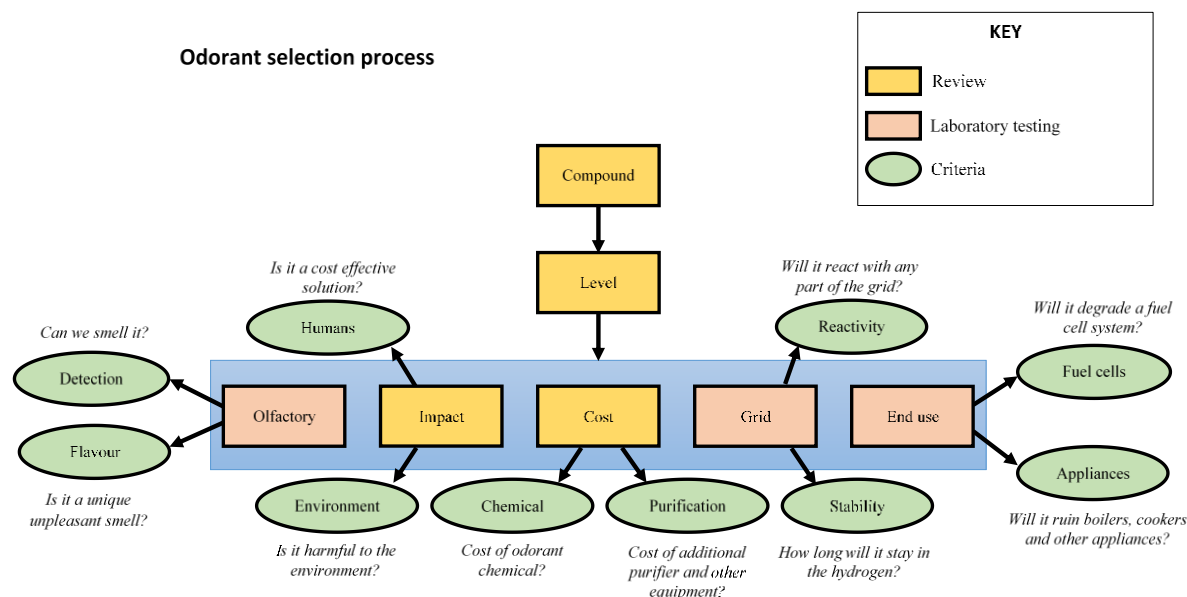 Odorant selection process
KEY
Review
Laboratory testing
Criteria
Compound
Level
Is it a cost effective
solution?
Humans
Will it react with any
part of the grid?
Reactivity
Can we smell it?
Detection
Will it degrade a fuel
cell system?
Fuel cells
Olfactory
Impact
Cost
Grid
End use
Flavour
Is it a unique
unpleasant smell?
Appliances
Will it ruin boilers, cookers
and other appliances?
Environment
Is it harmful to the
environment?
Chemical
Cost of odorant
chemical?
Purification
Cost of additional
purifier and other
equipment?
Stability
How long will it stay in
the hydrogen?